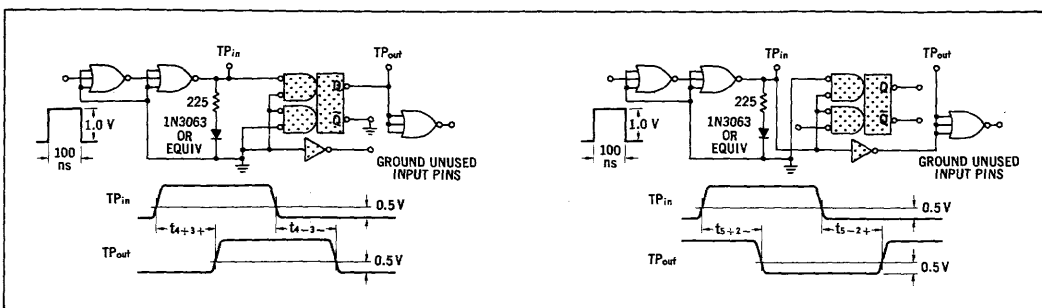 TPin
TPout
Q
Q̅
225
1N3063
OR
EQUIV
1.0 V
100
ns
GROUND UNUSED
INPUT PINS
TPin
0.5 V
t4+3+
t4-3-
TPout
0.5 V
TPin
TPout
Q
Q̅
225
1N3063
OR
EQUIV
1.0 V
100
ns
GROUND UNUSED
INPUT PINS
TPin
0.5 V
t5+2-
t5-2+
TPout
0.5 V